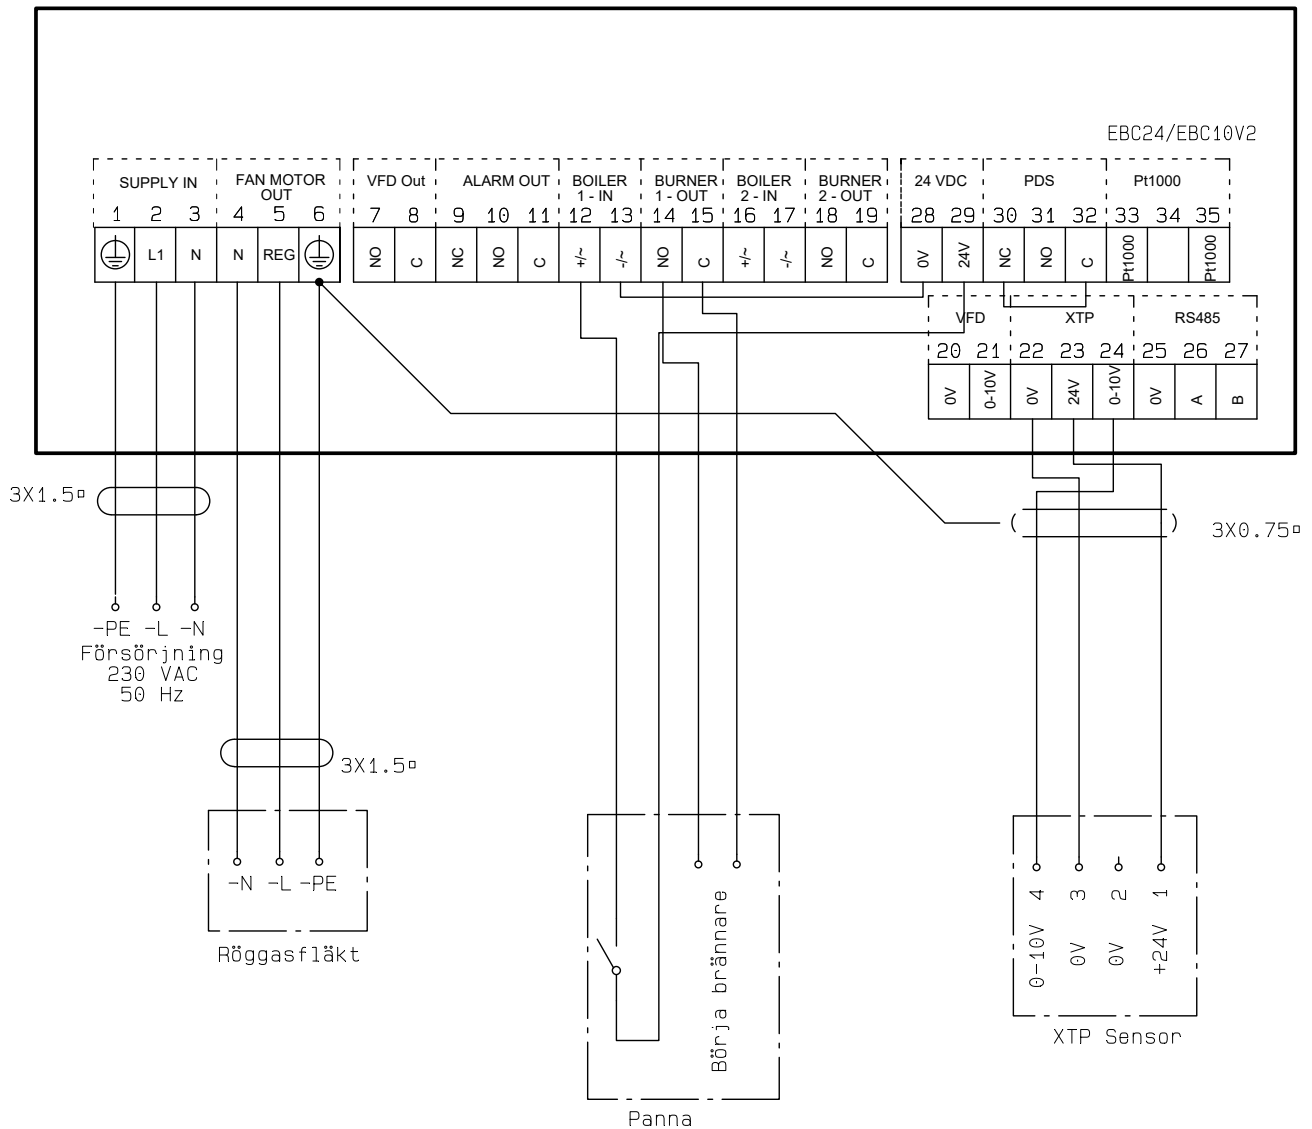 EBC24/EBC10V2
SUPPLY IN FAN MOTOR OUT VFD Out ALARM OUT BOILER 1 - IN BURNER 1 - OUT BOILER 2 - IN BURNER 2 - OUT 24 VDC PDS Pt1000
1 2 3 4 5 6 7 8 9 10 11 12 13 14 15 16 17 18 19 28 29 30 31 32 33 34 35
L1 N N REG NO C NC NO C +/~ -/~ NO C +/~ -/~ NO C 0V 24V NC NO C Pt1000 Pt1000
VFD XTP RS485
20 21 22 23 24 25 26 27
0V 0-10V 0V 24V 0-10V 0V A B
3X1.5▫
3X0.75▫
-PE -L -N
Försörjning
230 VAC
50 Hz
3X1.5▫
-N -L -PE
Röggasfläkt
Börja brännare
Panna
4 3 2 1
0-10V 0V 0V +24V
XTP Sensor